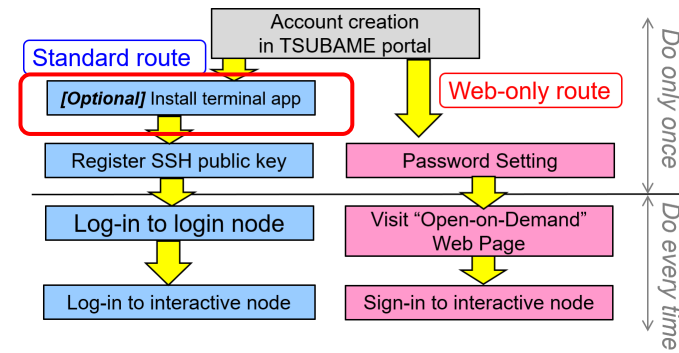 Account creation
in TSUBAME portal
Standard route
Web-only route
[Optional] Install terminal app
Register SSH public key
Password Setting
Log-in to login node
Visit “Open-on-Demand”
Web Page
Log-in to interactive node
Sign-in to interactive node
Do only once
Do every time